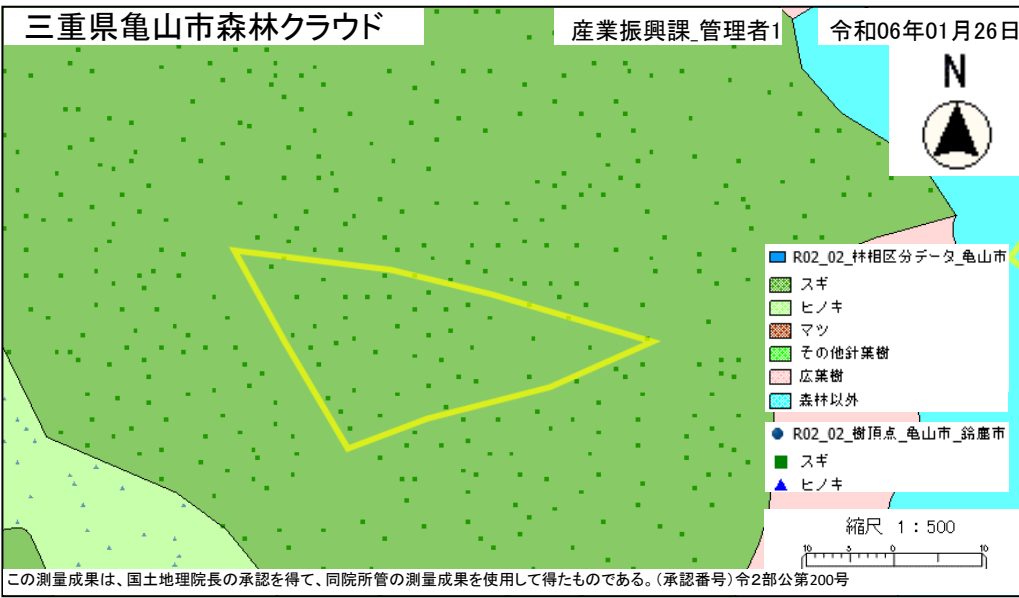 三重県亀山市森林クラウド
産業振興課_管理者1
令和06年01月26日
N
R02_02_林相区分データ_亀山市
スギ
ヒノキ
マツ
その他針葉樹
広葉樹
森林以外
R02_02_樹頂点_亀山市_鈴鹿市
スギ
ヒノキ
縮尺 1：500
10 5 0 10
この測量成果は、国土地理院長の承認を得て、同院所管の測量成果を使用して得たものである。（承認番号）令2部公第200号